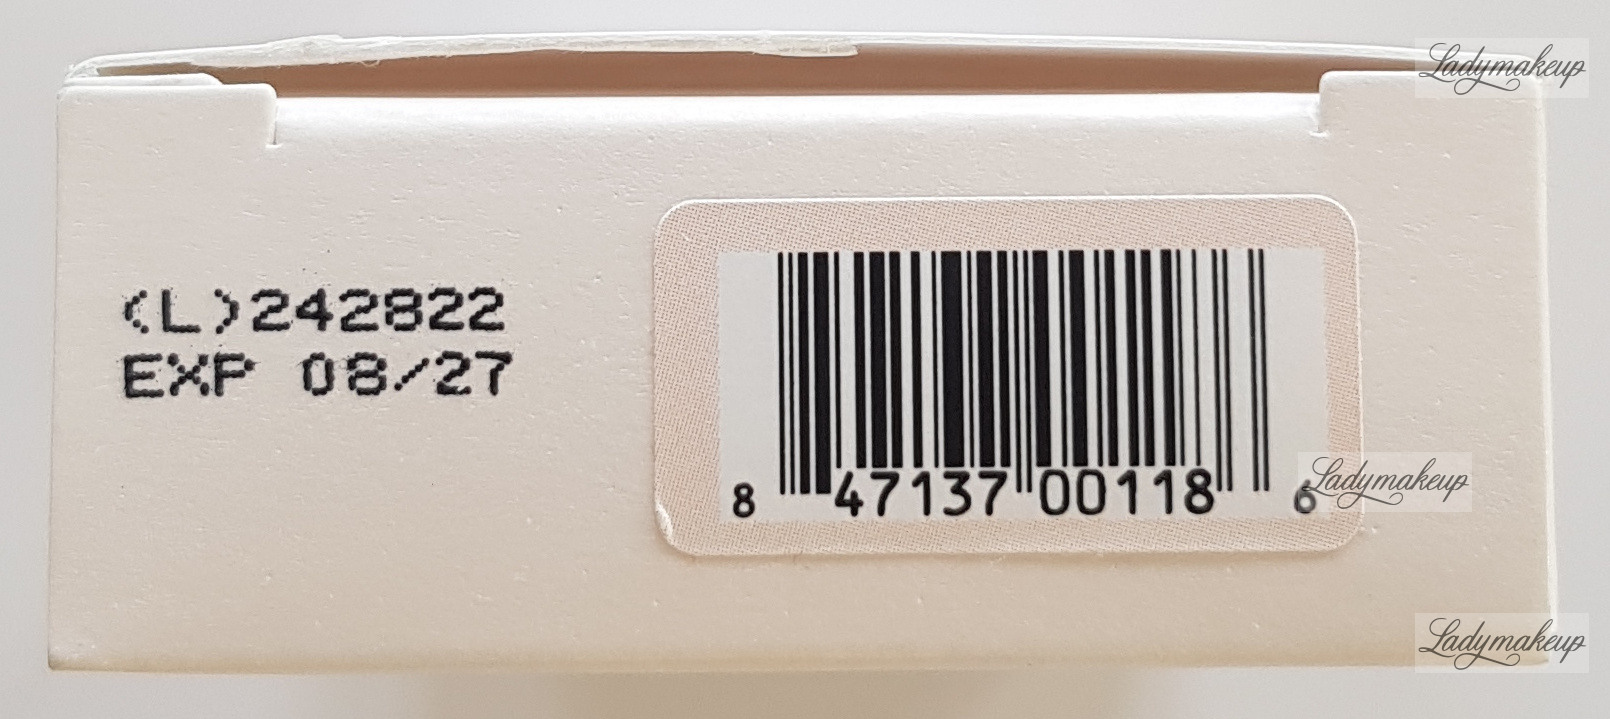 Ladymakeup
(L)242822
EXP 08/27
8 47137 00118 6
Ladymakeup
Ladymakeup